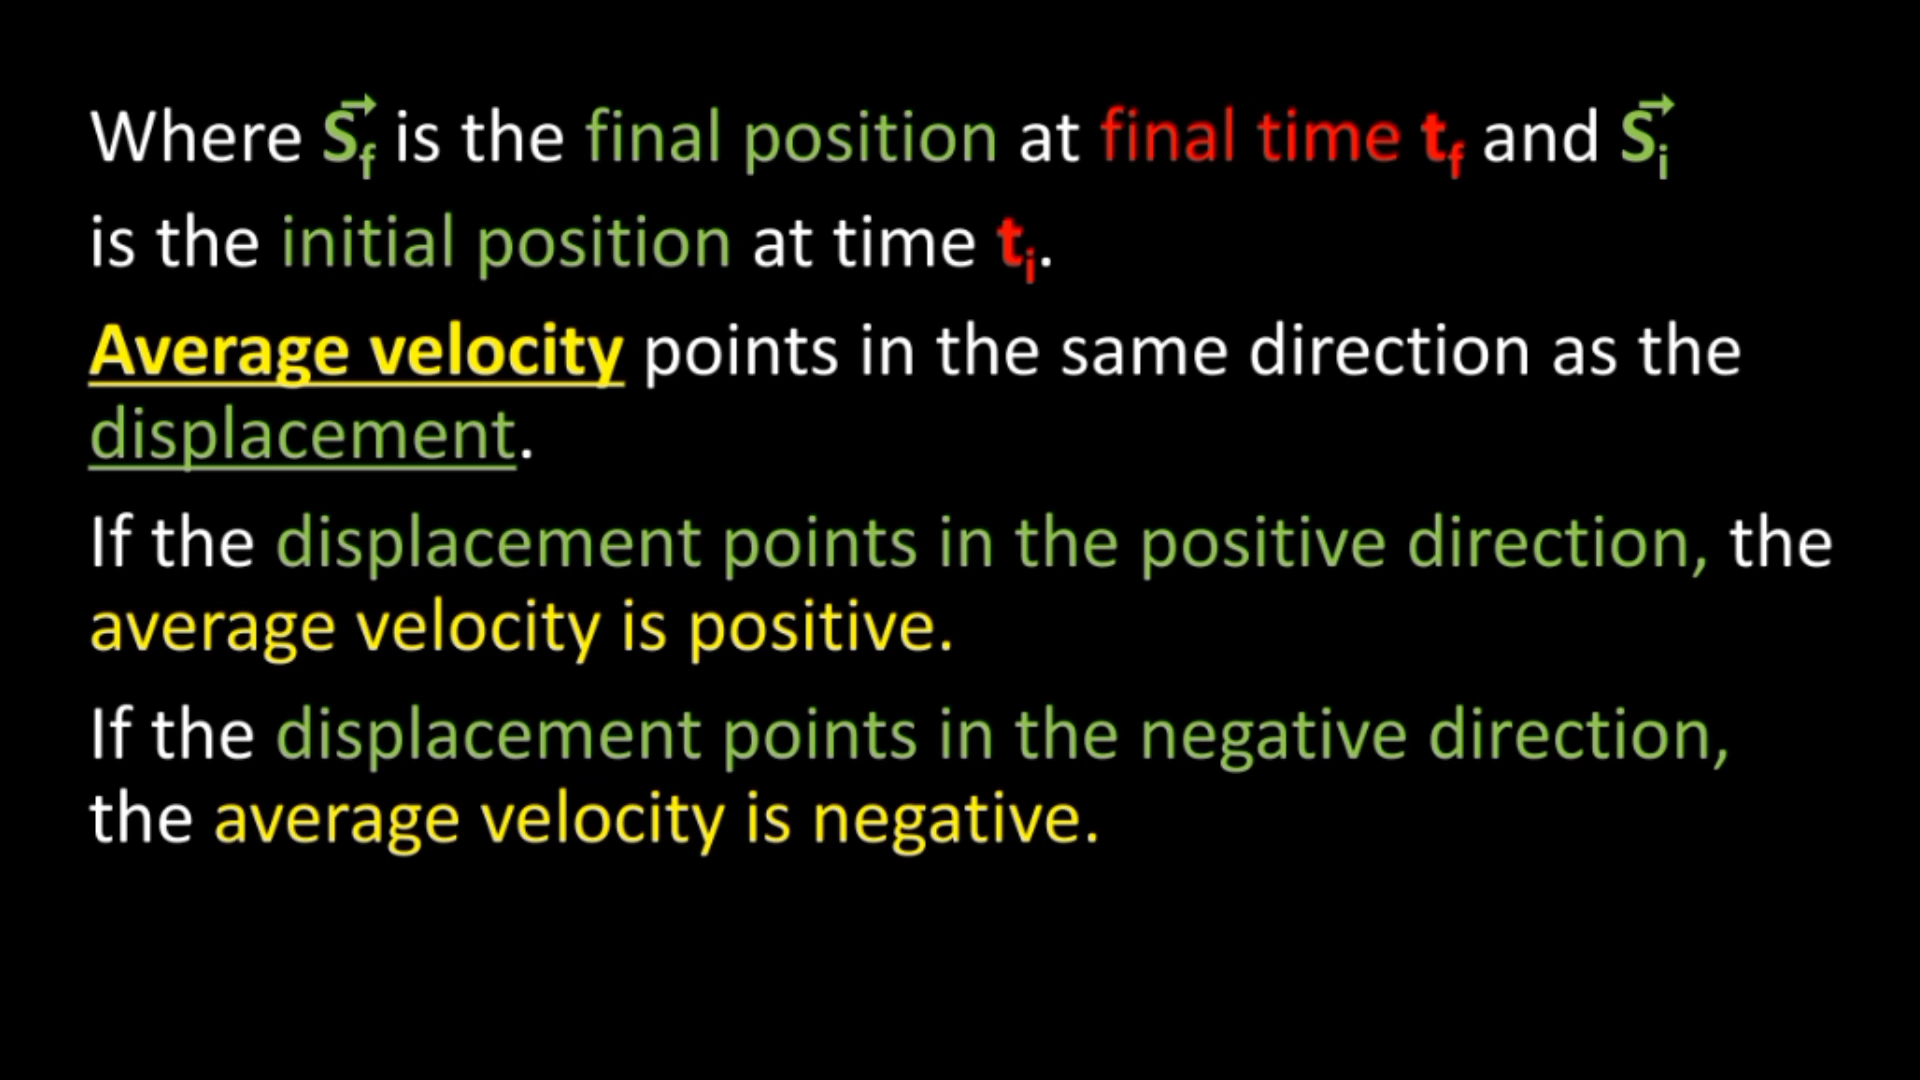 Where S⃗f is the final position at final time tf and S⃗i
is the initial position at time ti.
Average velocity points in the same direction as the
displacement.
If the displacement points in the positive direction, the
average velocity is positive.
If the displacement points in the negative direction,
the average velocity is negative.